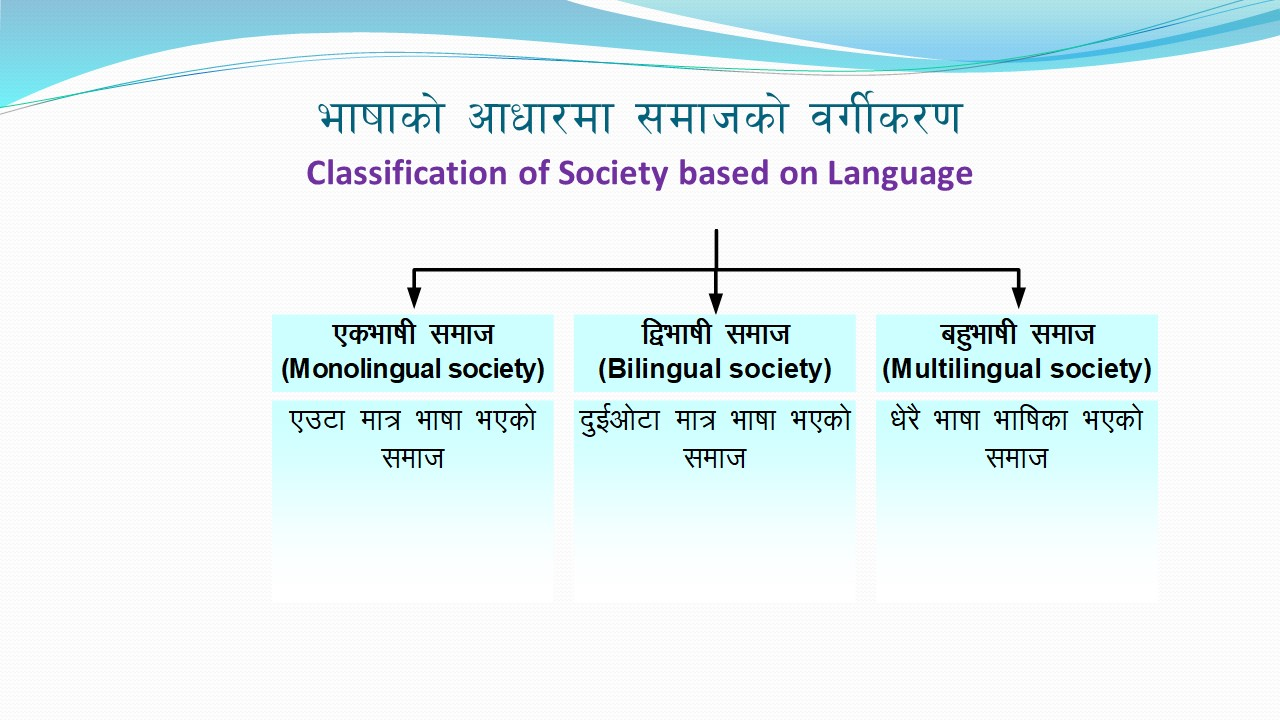 भाषाको आधारमा समाजको वर्गीकरण
Classification of Society based on Language
एकभाषी समाज
(Monolingual society)
एउटा मात्र भाषा भएको
समाज
द्विभाषी समाज
(Bilingual society)
दुईओटा मात्र भाषा भएको
समाज
बहुभाषी समाज
(Multilingual society)
धेरै भाषा भाषिका भएको
समाज